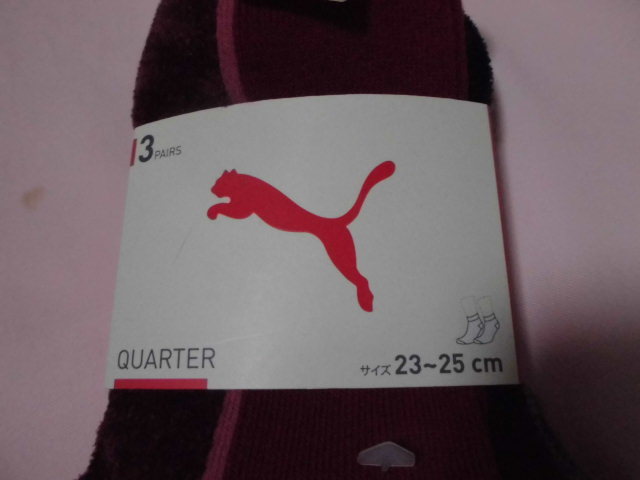 3 PAIRS
QUARTER
サイズ 23~25 cm